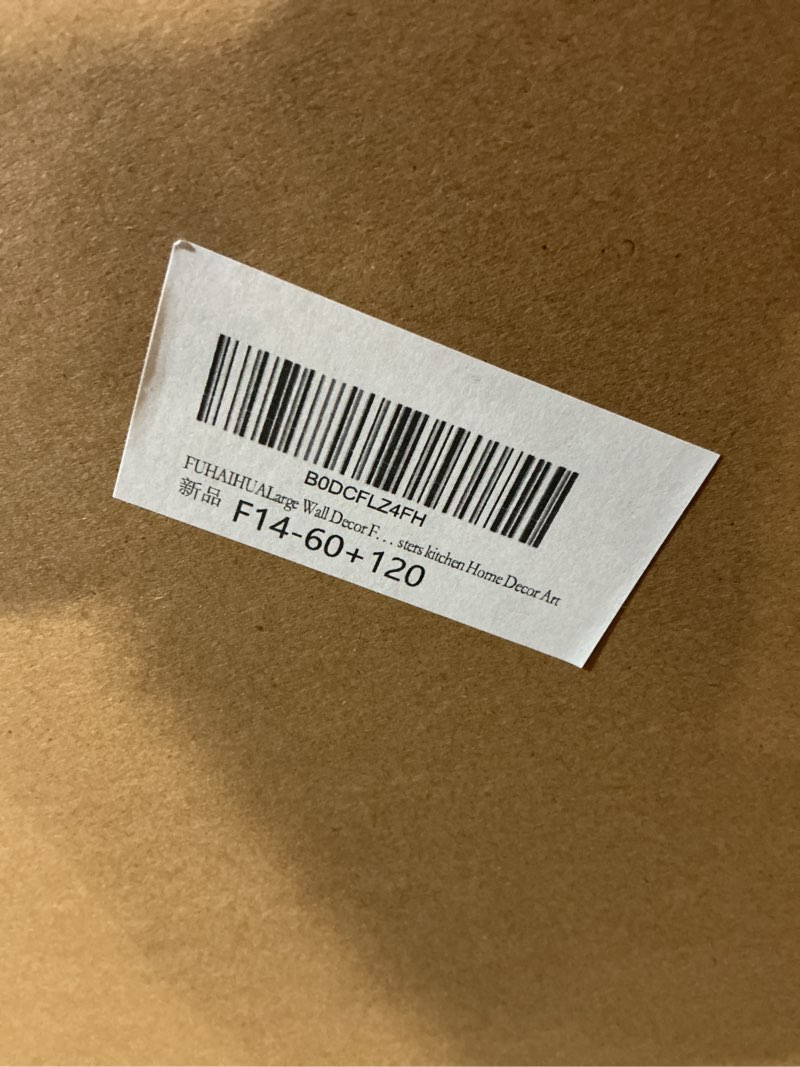 B0DCFLZ4FH
FUHAIHUALarge Wall Decor F... sters kitchen Home Decor Art
新品
F14-60+120